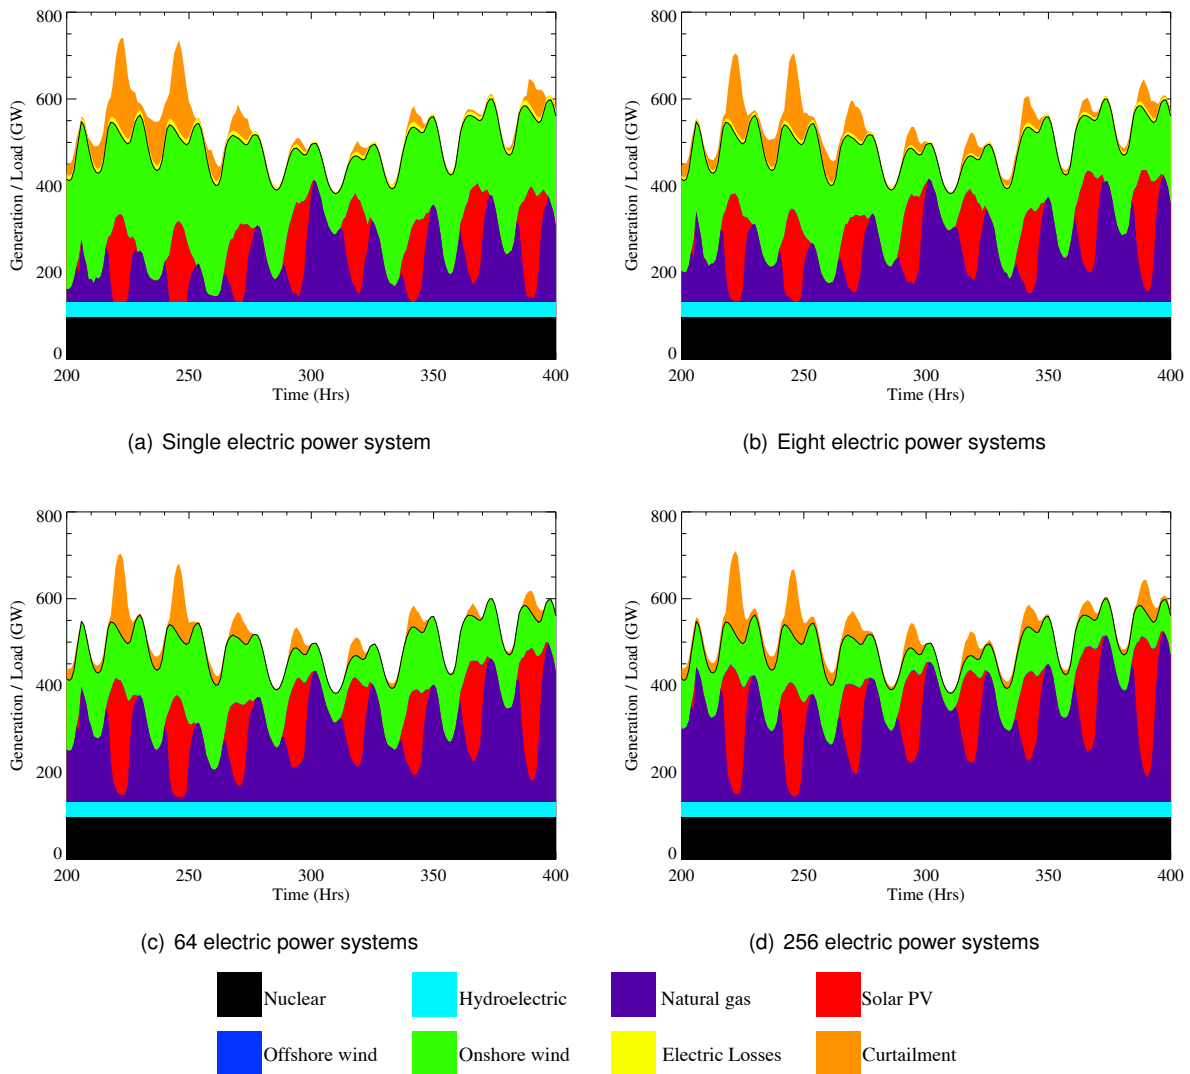 800
600
400
200
0
Generation / Load (GW)
200 250 300 350 400
Time (Hrs)
(a) Single electric power system
800
600
400
200
0
Generation / Load (GW)
200 250 300 350 400
Time (Hrs)
(b) Eight electric power systems
800
600
400
200
0
Generation / Load (GW)
200 250 300 350 400
Time (Hrs)
(c) 64 electric power systems
800
600
400
200
0
Generation / Load (GW)
200 250 300 350 400
Time (Hrs)
(d) 256 electric power systems
Nuclear Hydroelectric Natural gas Solar PV
Offshore wind Onshore wind Electric Losses Curtailment